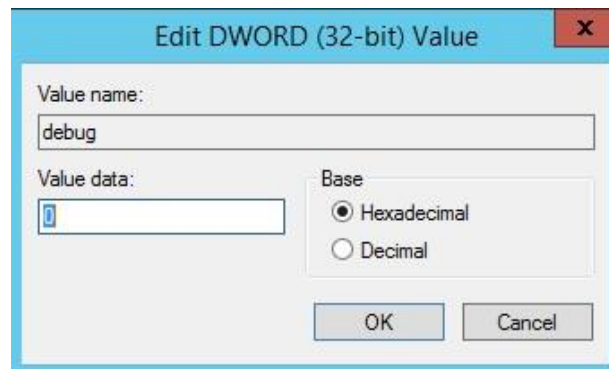 Edit DWORD (32-bit) Value
x
Value name:
debug
Value data:
0
Base
Hexadecimal
Decimal
OK
Cancel